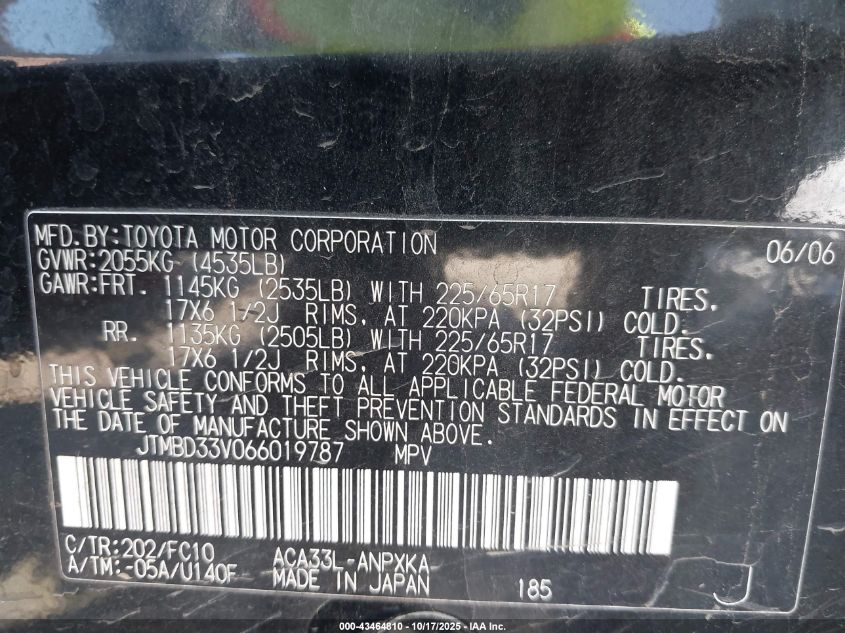 MFD.BY:TOYOTA MOTOR CORPORATION 06/06
GVWR:2055KG (4535LB)
GAWR:FRT. 1145KG (2535LB) WITH 225/65R17 TIRES.
17X6 1/2J RIMS, AT 220KPA (32PSI) COLD.
RR. 1135KG (2505LB) WITH 225/65R17 TIRES.
17X6 1/2J RIMS, AT 220KPA (32PSI) COLD.
THIS VEHICLE CONFORMS TO ALL APPLICABLE FEDERAL MOTOR
VEHICLE SAFETY AND THEFT PREVENTION STANDARDS IN EFFECT ON
THE DATE OF MANUFACTURE SHOWN ABOVE.
JTMBD33V066019787 MPV
C/TR:202/FC10 ACA33L-ANPXKA
A/TM:-05A/U140F MADE IN JAPAN 185 J
000-43464810 - 10/17/2025 - IAA Inc.